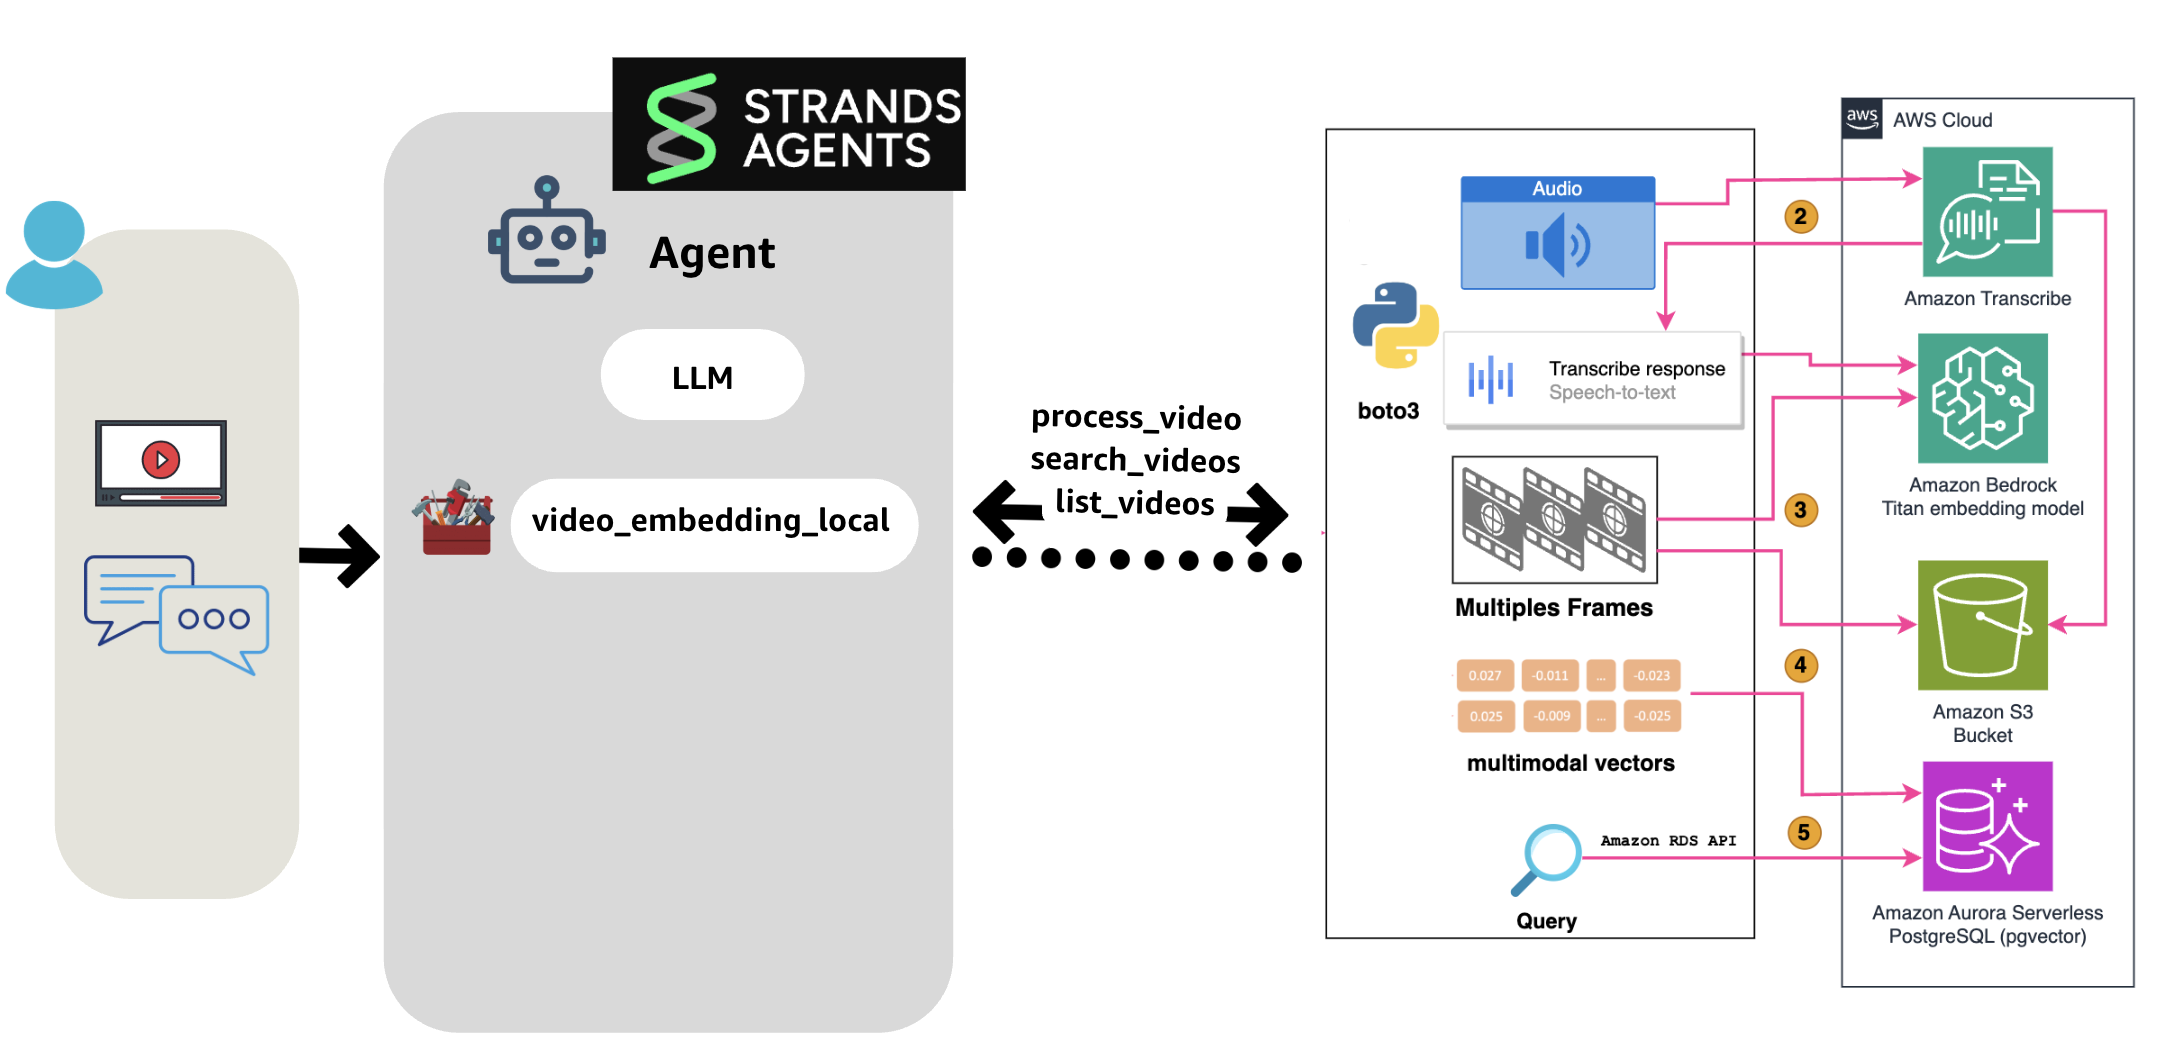 STRANDS
AGENTS
Agent
LLM
video_embedding_local
process_video
search_videos
list_videos
boto3
Audio
Transcribe response
Speech-to-text
Multiples Frames
0.027 -0.011 ... -0.023
0.025 -0.009 ... -0.025
multimodal vectors
Amazon RDS API
Query
2
3
4
5
aws
AWS Cloud
Amazon Transcribe
Amazon Bedrock
Titan embedding model
Amazon S3
Bucket
Amazon Aurora Serverless
PostgreSQL (pgvector)